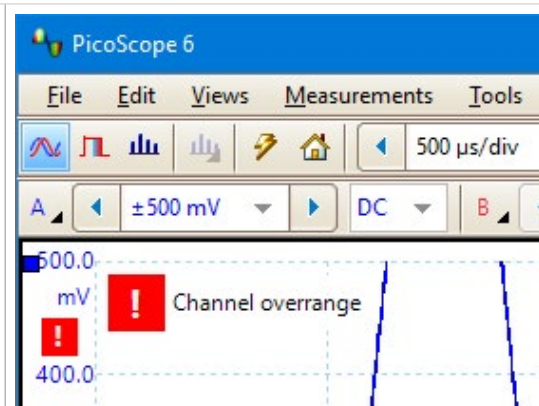 PicoScope 6
File Edit Views Measurements Tools
500 µs/div
A ±500 mV DC B
500.0
mV ! Channel overrange
!
400.0